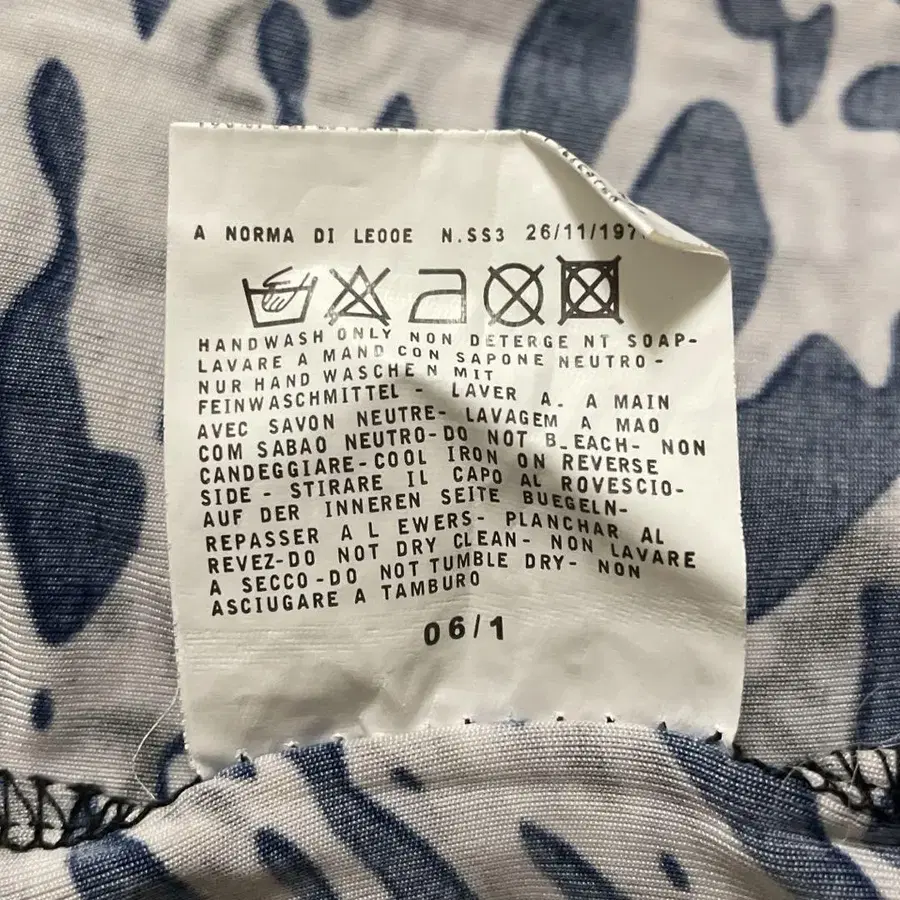 A NORMA DI LEOOE N.SS3 26/11/197
HANDWASH ONLY NON DETERGE NT SOAP-
LAVARE A MANO CON SAPONE NEUTRO-
NUR HAND WASCHE N MIT
FEINWASCHMITTEL - LAVER A. A MAIN
AVEC SAVON NEUTRE- LAVAGEM A MAO
COM SABAO NEUTRO-DO NOT B_EACH- NON
CANDEGGIARE-COOL IRON ON REVERSE
SIDE - STIRARE IL CAPO AL ROVESCIO-
AUF DER INNEREN SEITE BUEGELN-
REPASSER A L EWERS- PLANCHAR AL
REVEZ-DO NOT DRY CLEAN- NON LAVARE
A SECCO-DO NOT TUMBLE DRY- NON
ASCIUGARE A TAMBURO
06/1